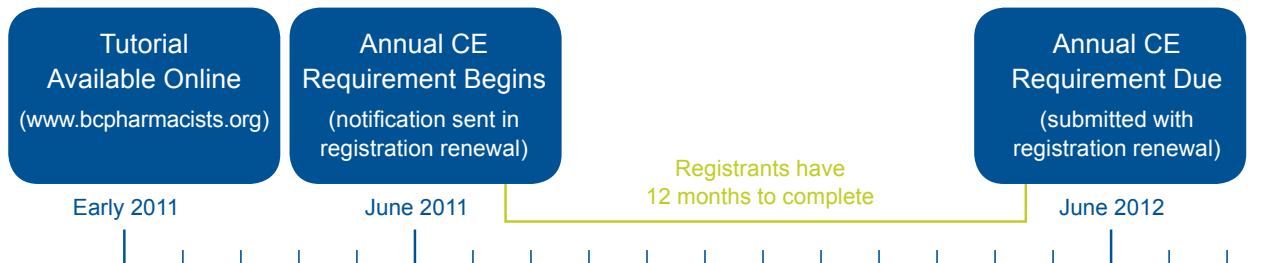 Tutorial
Available Online
(www.bcpharmacists.org)
Annual CE
Requirement Begins
(notification sent in
registration renewal)
Registrants have
12 months to complete
Annual CE
Requirement Due
(submitted with
registration renewal)
Early 2011
June 2011
June 2012